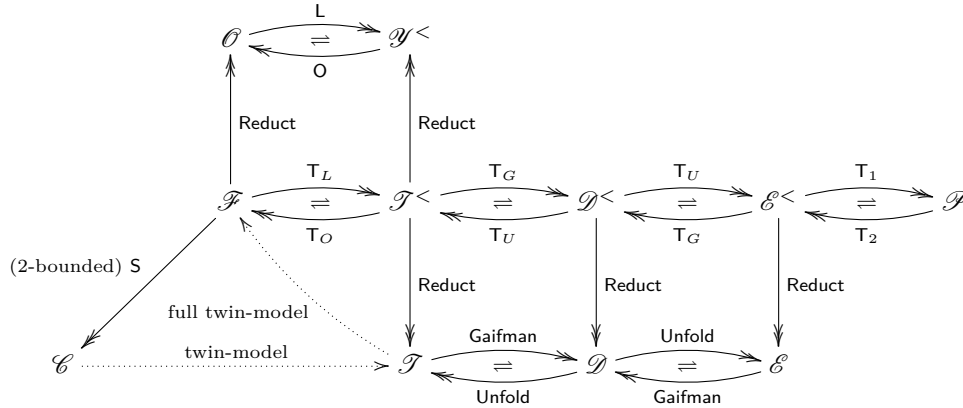 L
𝒪 ⇌ 𝒴<
O
Reduct Reduct
T_L T_G T_U T_1
ℱ ⇌ 𝒯< ⇌ 𝒟< ⇌ ℰ< ⇌ 𝒫
T_O T_U T_G T_2
(2-bounded) S
Reduct Reduct Reduct
full twin-model
Gaifman Unfold
twin-model
𝒞 𝒯 ⇌ 𝒟 ⇌ ℰ
Unfold Gaifman